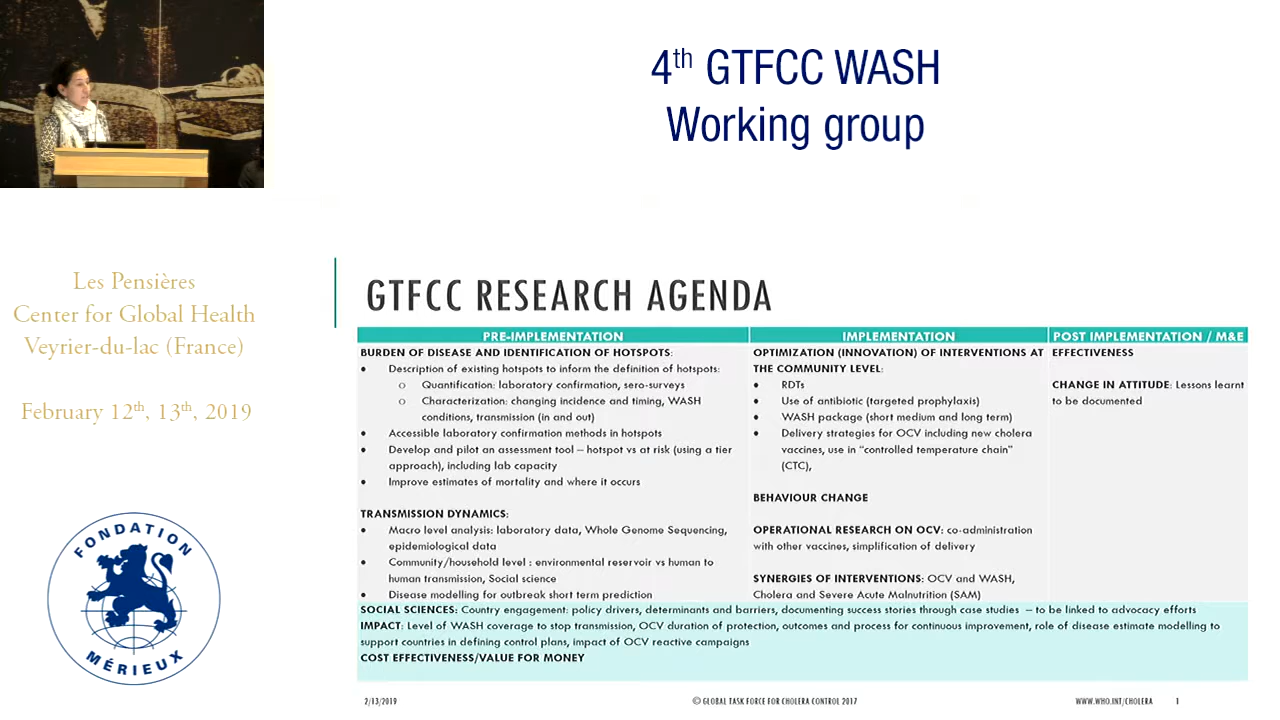 4th GTFCC WASH
Working group
Les Pensières
Center for Global Health
Veyrier-du-lac (France)
February 12th, 13th, 2019
FONDATION
MÉRIEUX
GTFCC RESEARCH AGENDA
PRE-IMPLEMENTATION
BURDEN OF DISEASE AND IDENTIFICATION OF HOTSPOTS:
• Description of existing hotspots to inform the definition of hotspots:
o Quantification: laboratory confirmation, sero-surveys
o Characterization: changing incidence and timing, WASH
conditions, transmission (in and out)
• Accessible laboratory confirmation methods in hotspots
• Develop and pilot an assessment tool – hotspot vs at risk (using a tier
approach), including lab capacity
• Improve estimates of mortality and where it occurs
TRANSMISSION DYNAMICS:
• Macro level analysis: laboratory data, Whole Genome Sequencing,
epidemiological data
• Community/household level : environmental reservoir vs human to
human transmission, Social science
• Disease modelling for outbreak short term prediction
IMPLEMENTATION
OPTIMIZATION (INNOVATION) OF INTERVENTIONS AT
THE COMMUNITY LEVEL:
• RDTs
• Use of antibiotic (targeted prophylaxis)
• WASH package (short medium and long term)
• Delivery strategies for OCV including new cholera
vaccines, use in “controlled temperature chain”
(CTC),
BEHAVIOUR CHANGE
OPERATIONAL RESEARCH ON OCV: co-administration
with other vaccines, simplification of delivery
SYNERGIES OF INTERVENTIONS: OCV and WASH,
Cholera and Severe Acute Malnutrition (SAM)
POST IMPLEMENTATION / M&E
EFFECTIVENESS
CHANGE IN ATTITUDE: Lessons learnt
to be documented
SOCIAL SCIENCES: Country engagement: policy drivers, determinants and barriers, documenting success stories through case studies – to be linked to advocacy efforts
IMPACT: Level of WASH coverage to stop transmission, OCV duration of protection, outcomes and process for continuous improvement, role of disease estimate modelling to
support countries in defining control plans, impact of OCV reactive campaigns
COST EFFECTIVENESS/VALUE FOR MONEY
2/13/2019
© GLOBAL TASK FORCE FOR CHOLERA CONTROL 2017
WWW.WHO.INT/CHOLERA
1